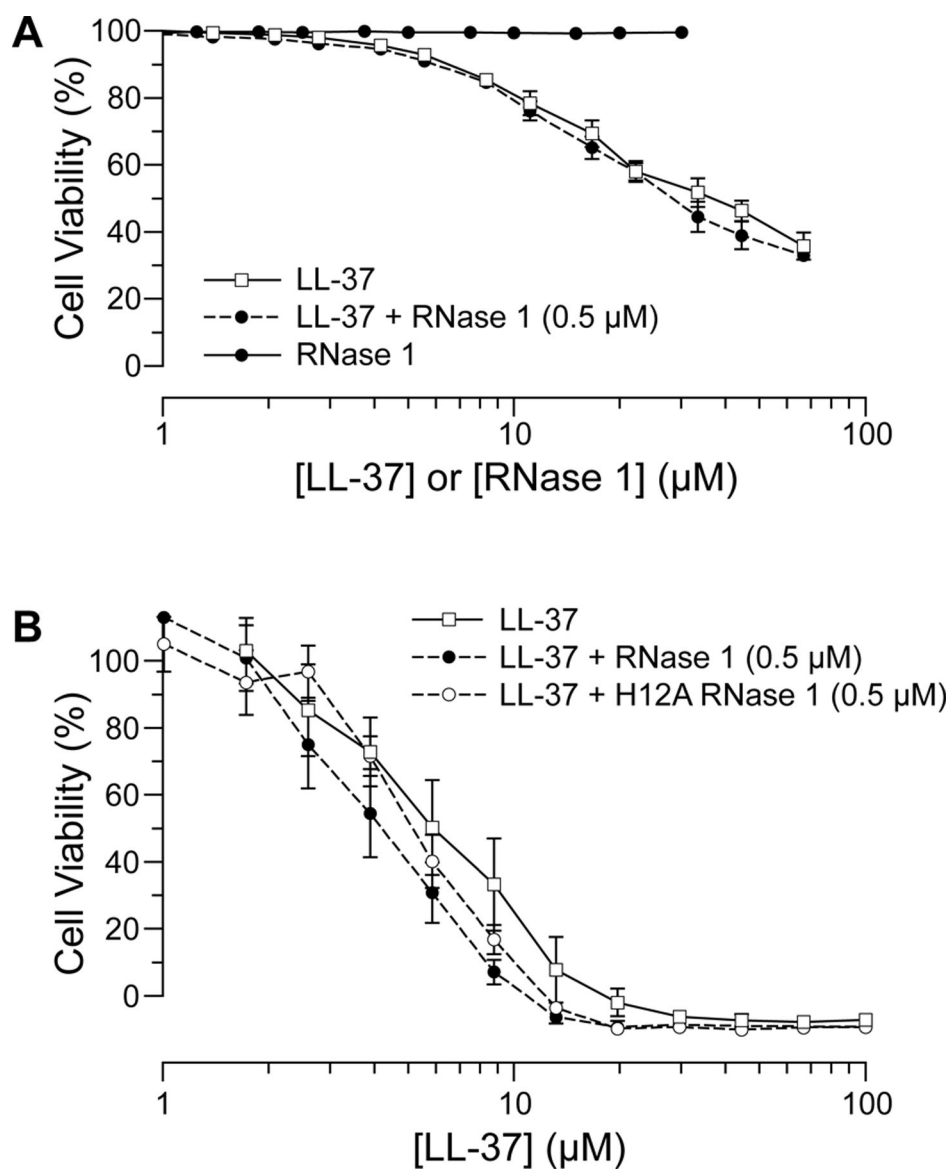 A
Cell Viability (%)
100
80
60
40
20
0
LL-37
LL-37 + RNase 1 (0.5 µM)
RNase 1
1
10
100
[LL-37] or [RNase 1] (µM)
B
Cell Viability (%)
100
80
60
40
20
0
LL-37
LL-37 + RNase 1 (0.5 µM)
LL-37 + H12A RNase 1 (0.5 µM)
1
10
100
[LL-37] (µM)